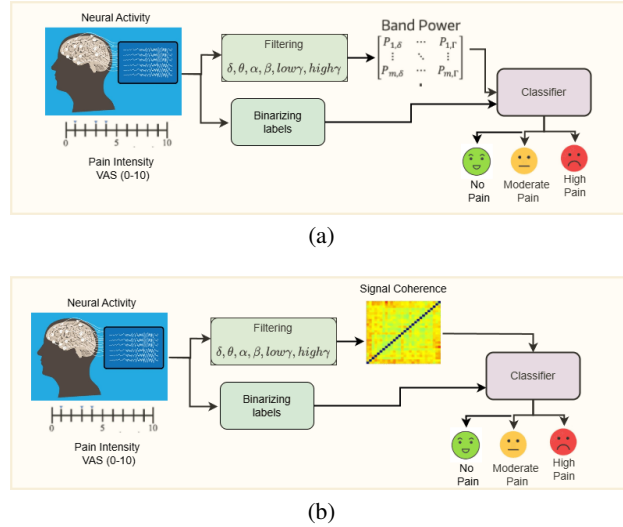 Neural Activity
Filtering
δ, θ, α, β, lowγ, highγ
Band Power
P1,δ ⋯ P1,Γ
⋮ ⋱ ⋮
Pm,δ ⋯ Pm,Γ
Binarizing
labels
Classifier
0 5 10
Pain Intensity
VAS (0-10)
No
Pain
Moderate
Pain
High
Pain
(a)
Neural Activity
Signal Coherence
Filtering
δ, θ, α, β, lowγ, highγ
Binarizing
labels
Classifier
0 5 10
Pain Intensity
VAS (0-10)
No
Pain
Moderate
Pain
High
Pain
(b)